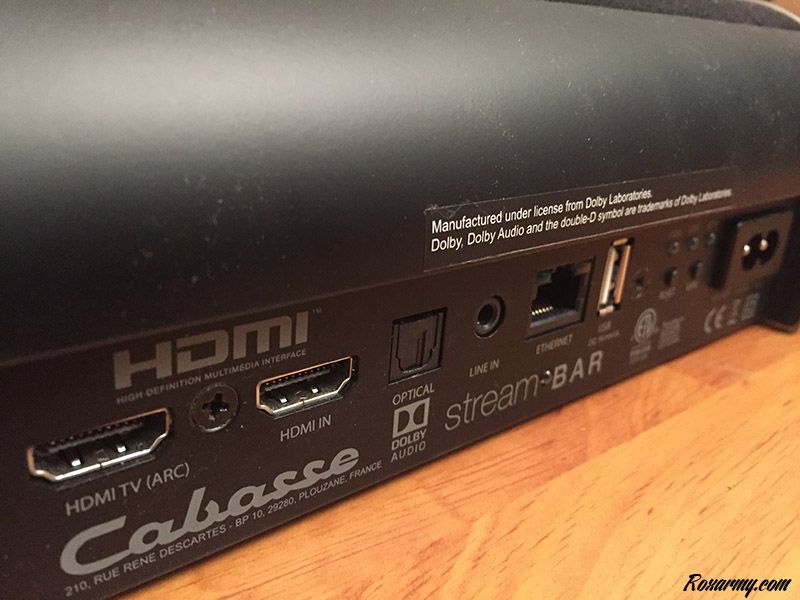 Manufactured under license from Dolby Laboratories.
Dolby, Dolby Audio and the double-D symbol are trademarks of Dolby Laboratories.
HDMI™
HIGH DEFINITION MULTIMEDIA INTERFACE
HDMI TV (ARC)
HDMI IN
OPTICAL
DOLBY
AUDIO
LINE IN
ETHERNET
USB
stream BAR
CE
Cabasse
210, RUE RENE DESCARTES - BP 10, 29280, PLOUZANE, FRANCE
Roxarmy.com